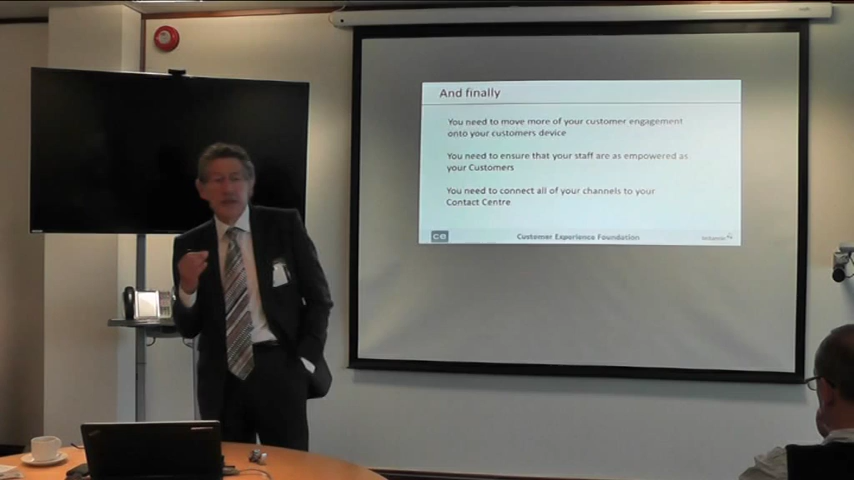 And finally
You need to move more of your customer engagement
onto your customers device
You need to ensure that your staff are as empowered as
your Customers
You need to connect all of your channels to your
Contact Centre
ce
Customer Experience Foundation